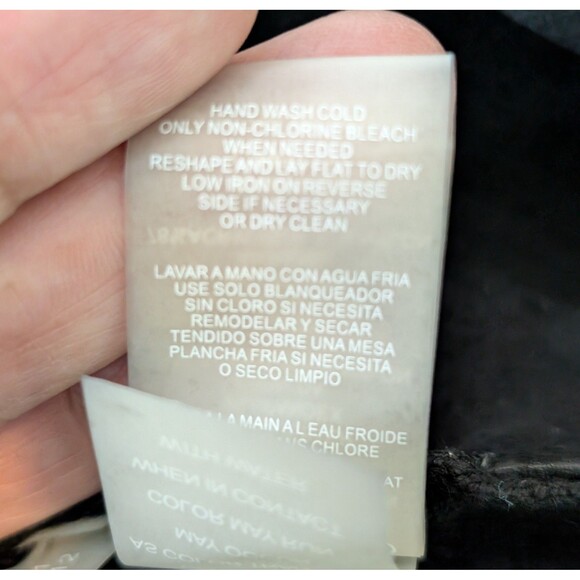 HAND WASH COLD
ONLY NON-CHLORINE BLEACH
WHEN NEEDED
RESHAPE AND LAY FLAT TO DRY
LOW IRON ON REVERSE
SIDE IF NECESSARY
OR DRY CLEAN
LAVAR A MANO CON AGUA FRIA
USE SOLO BLANQUEADOR
SIN CLORO SI NECESITA
REMODELAR Y SECAR
TENDIDO SOBRE UNA MESA
PLANCHA FRIA SI NECESITA
O SECO LIMPIO
LA MAIN A L EAU FROIDE
CHLORE
AT
WITH WATER
WHEN IN CONTACT
COLOR MAY RUN
MAY
AS